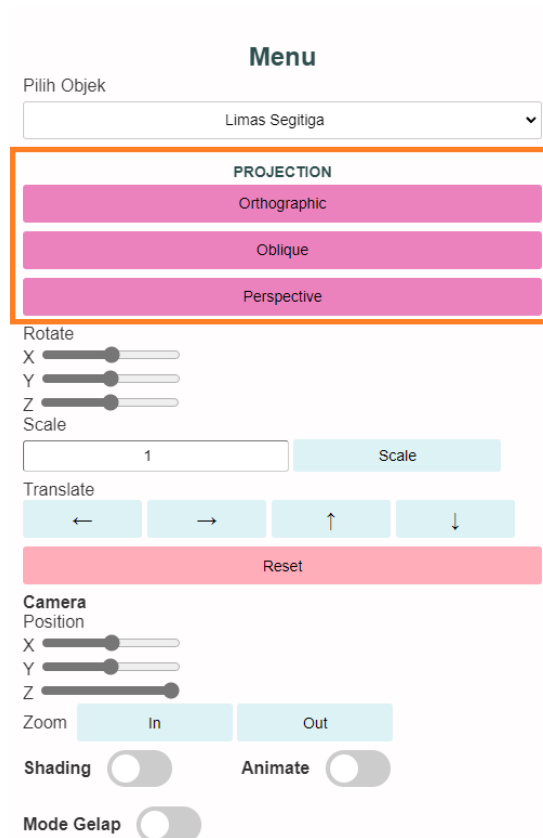 Menu
Pilih Objek
Limas Segitiga
PROJECTION
Orthographic
Oblique
Perspective
Rotate
X
Y
Z
Scale
1 Scale
Translate
← → ↑ ↓
Reset
Camera
Position
X
Y
Z
Zoom In Out
Shading Animate
Mode Gelap